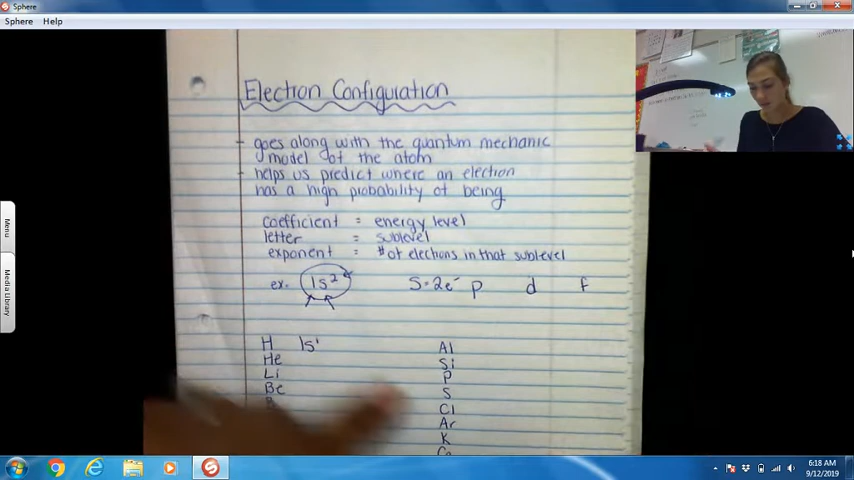 Sphere
Sphere Help
Electron Configuration
- goes along with the quantum mechanic
model of the atom
- helps us predict where an electron
has a high probability of being
coefficient = energy level
letter = sublevel
exponent = # of electrons in that sublevel
ex. 1s² S=2e⁻ p d f
H 1s¹ Al
He Si
Li P
Be S
B Cl
Ar
K
Ca
Menu
Media Library
6:18 AM
9/12/2019